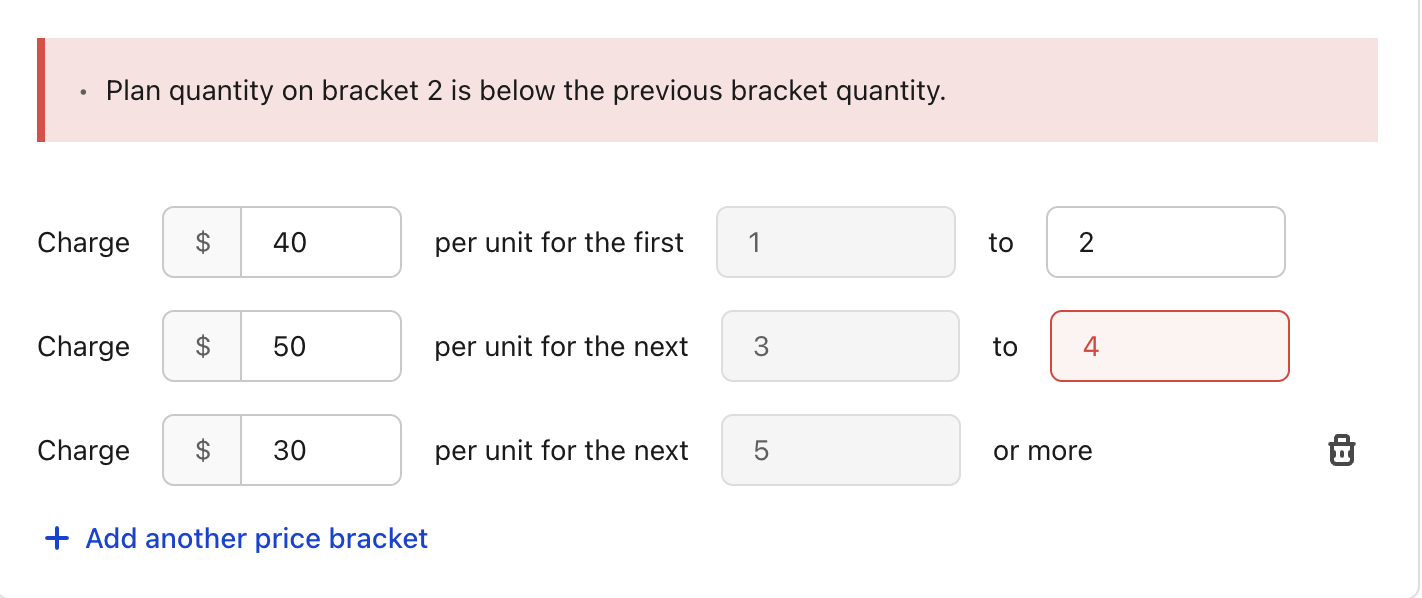 • Plan quantity on bracket 2 is below the previous bracket quantity.
Charge $ 40 per unit for the first 1 to 2
Charge $ 50 per unit for the next 3 to 4
Charge $ 30 per unit for the next 5 or more
+ Add another price bracket